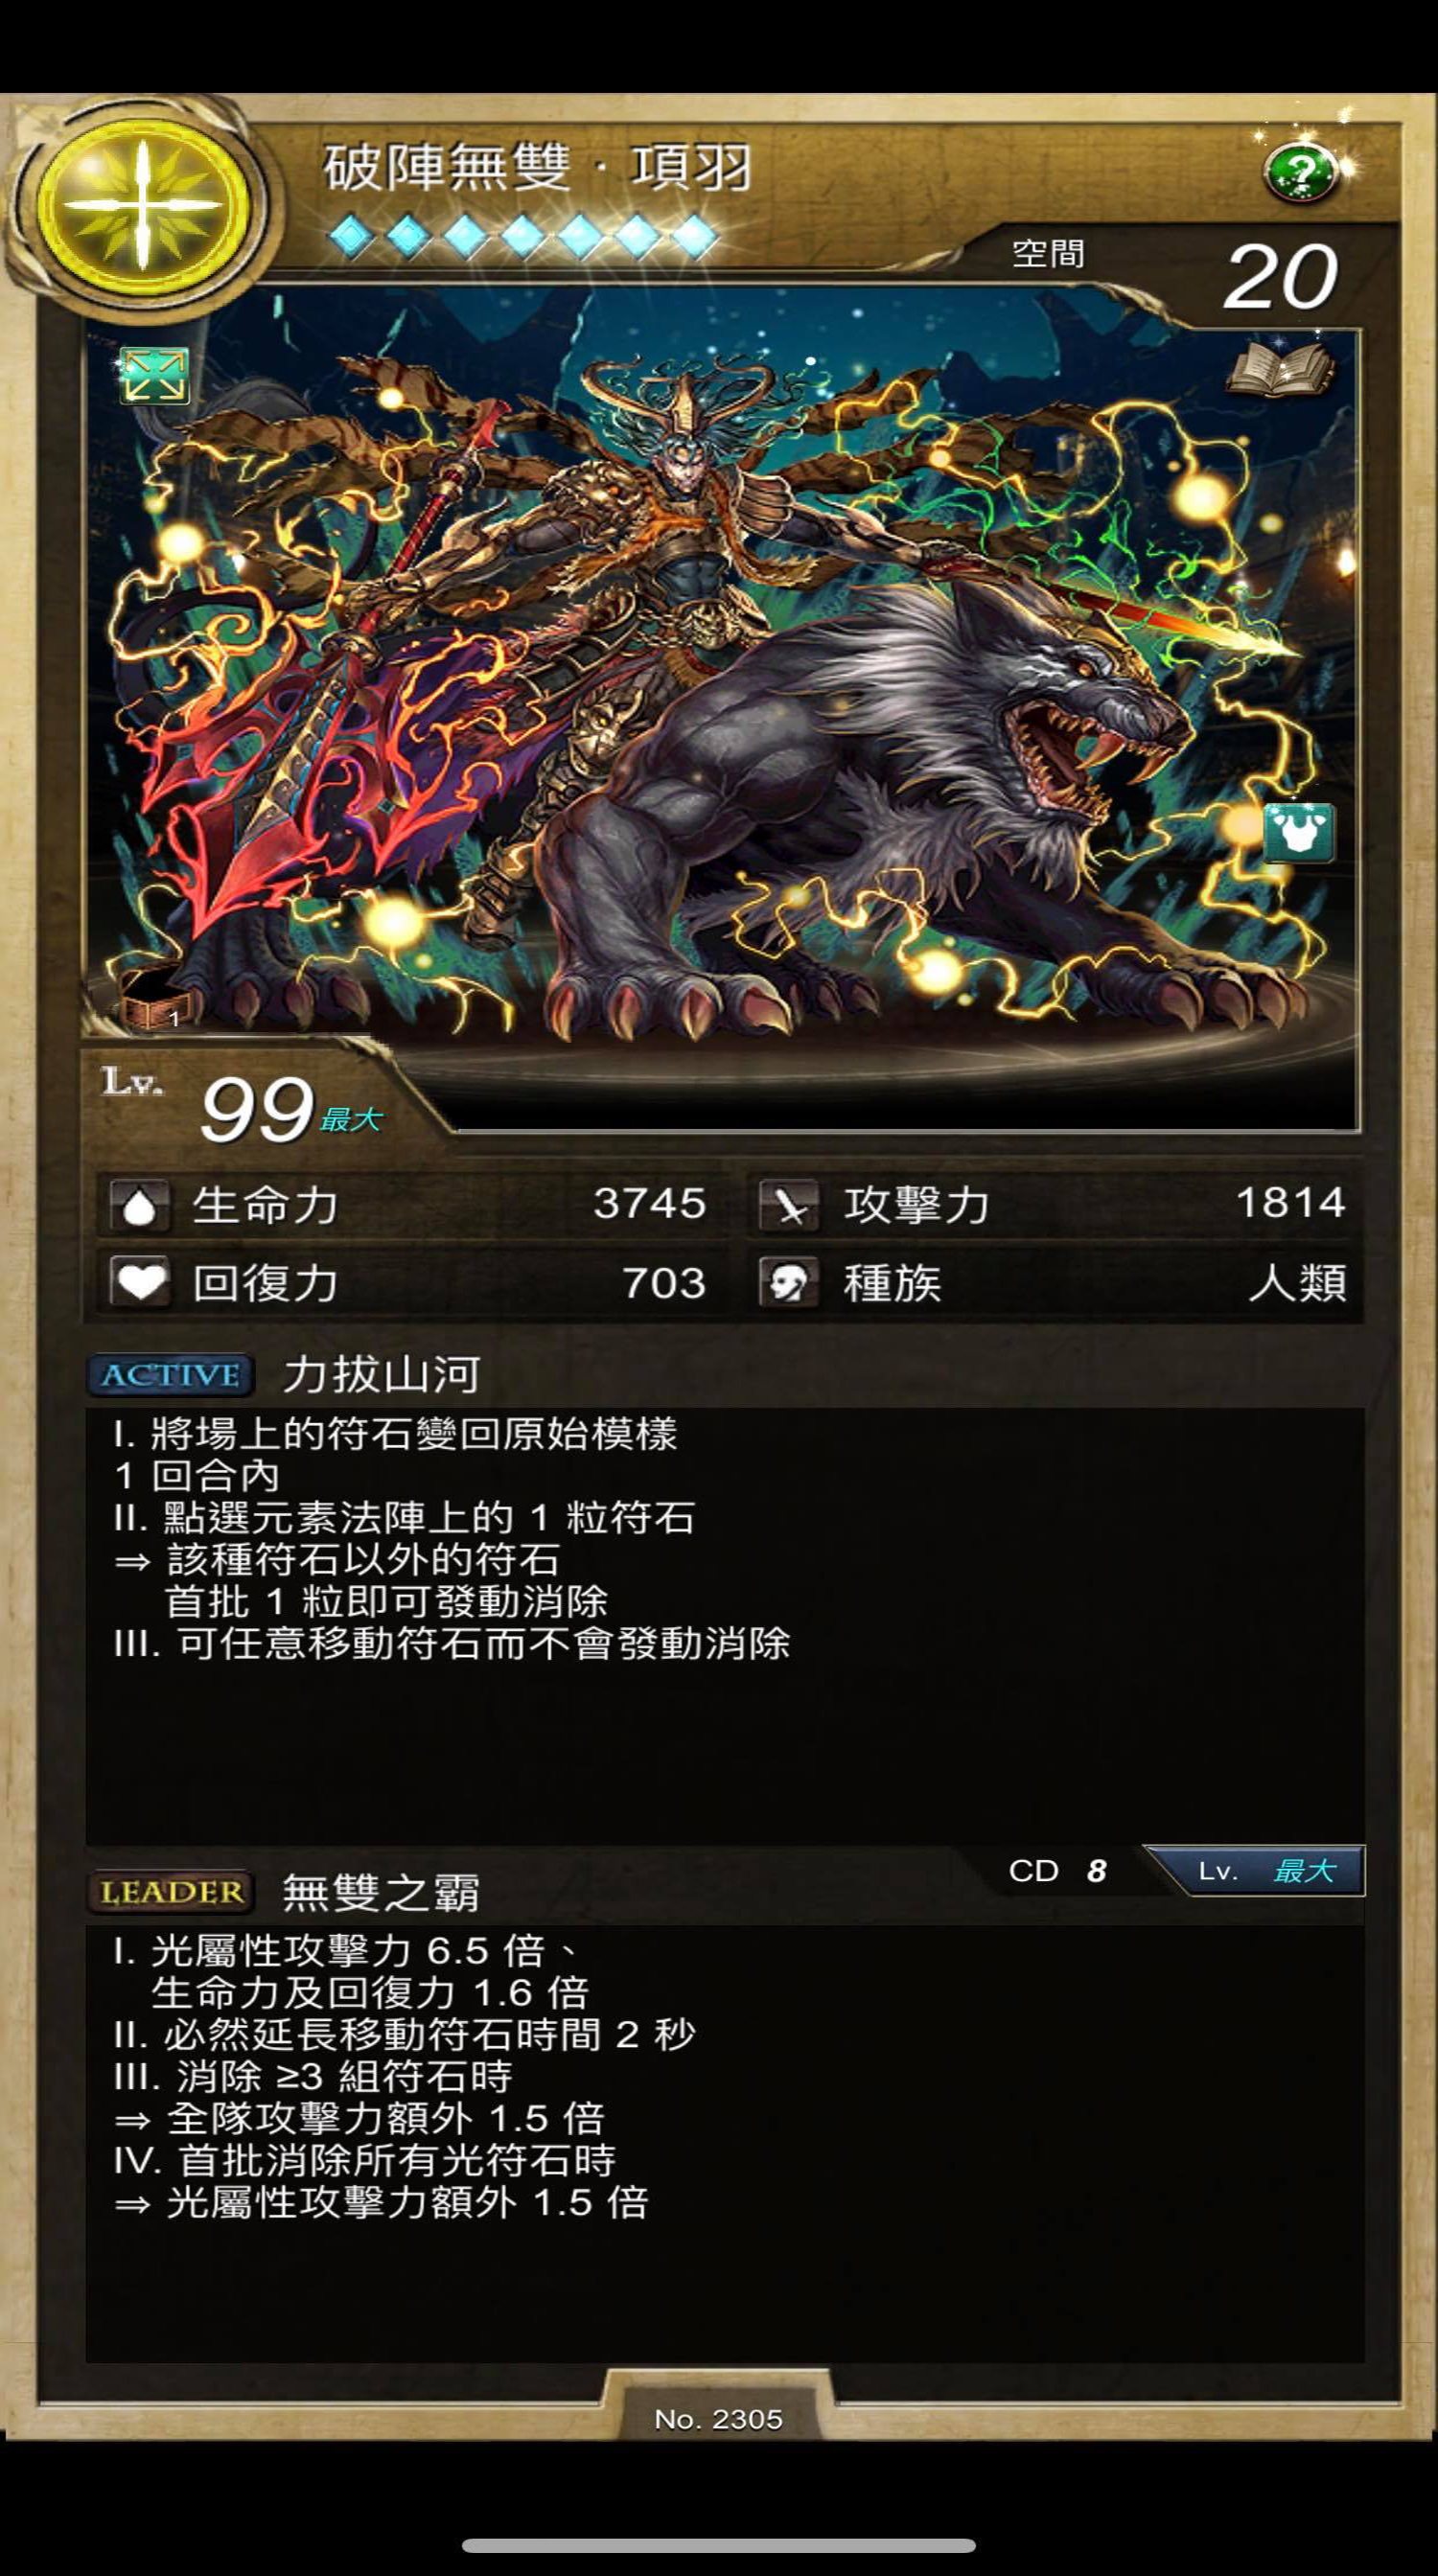 破陣無雙．項羽
空間 20
1
Lv. 99 最大
生命力 3745 攻擊力 1814
回復力 703 種族 人類
ACTIVE 力拔山河
I. 將場上的符石變回原始模樣
1 回合內
II. 點選元素法陣上的 1 粒符石
⇒ 該種符石以外的符石
首批 1 粒即可發動消除
III. 可任意移動符石而不會發動消除
CD 8 Lv. 最大
LEADER 無雙之霸
I. 光屬性攻擊力 6.5 倍、
生命力及回復力 1.6 倍
II. 必然延長移動符石時間 2 秒
III. 消除 ≥3 組符石時
⇒ 全隊攻擊力額外 1.5 倍
IV. 首批消除所有光符石時
⇒ 光屬性攻擊力額外 1.5 倍
No. 2305